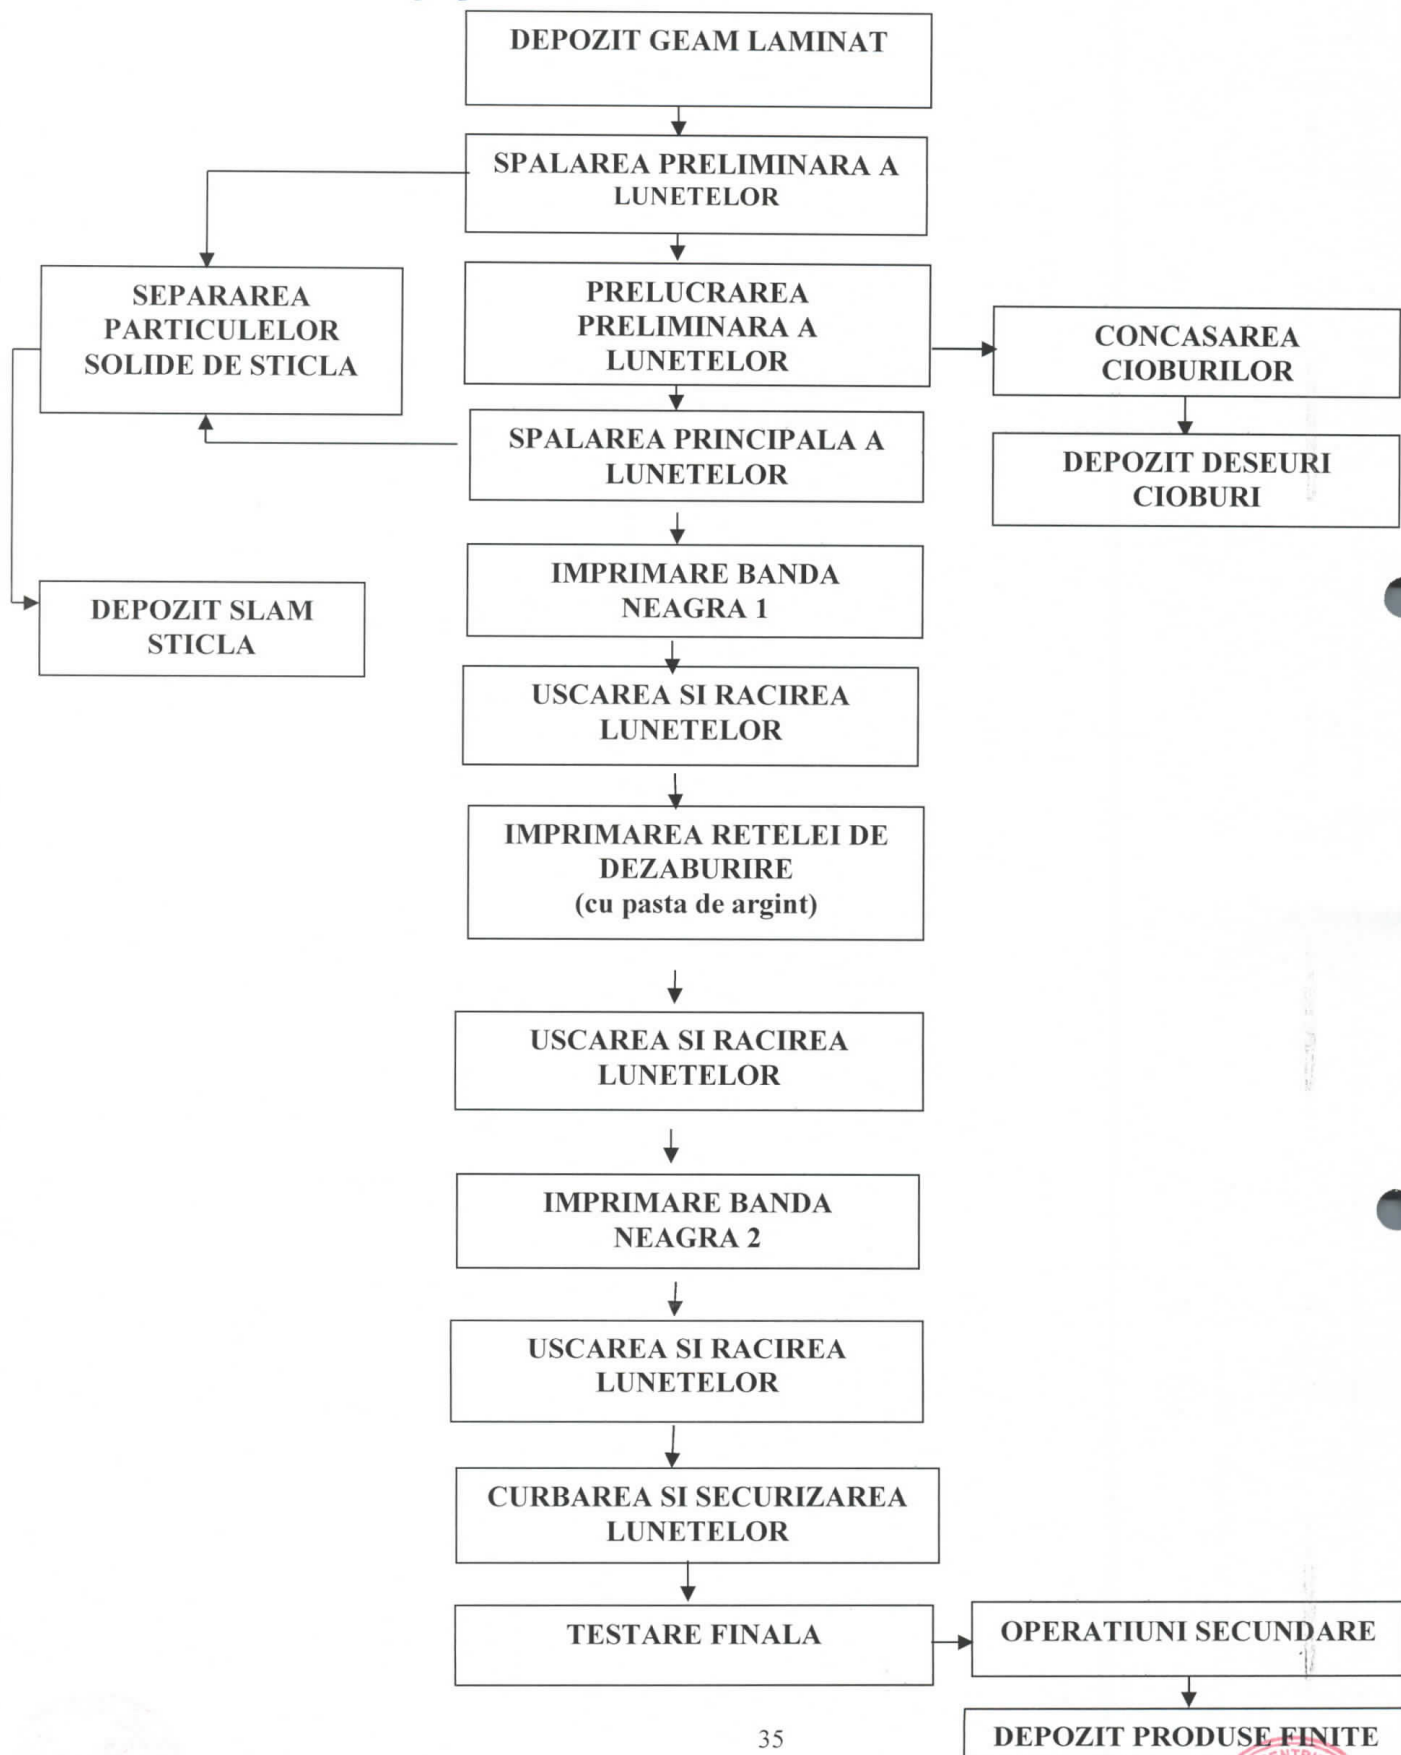 DEPOZIT GEAM LAMINAT
SPALAREA PRELIMINARA A
LUNETELOR
SEPARAREA
PARTICULELOR
SOLIDE DE STICLA
PRELUCRAREA
PRELIMINARA A
LUNETELOR
CONCASAREA
CIOBURILOR
SPALAREA PRINCIPALA A
LUNETELOR
DEPOZIT DESEURI
CIOBURI
IMPRIMARE BANDA
NEAGRA 1
DEPOZIT SLAM
STICLA
USCAREA SI RACIREA
LUNETELOR
IMPRIMAREA RETELEI DE
DEZABURIRE
(cu pasta de argint)
USCAREA SI RACIREA
LUNETELOR
IMPRIMARE BANDA
NEAGRA 2
USCAREA SI RACIREA
LUNETELOR
CURBAREA SI SECURIZAREA
LUNETELOR
TESTARE FINALA
OPERATIUNI SECUNDARE
DEPOZIT PRODUSE FINITE
35